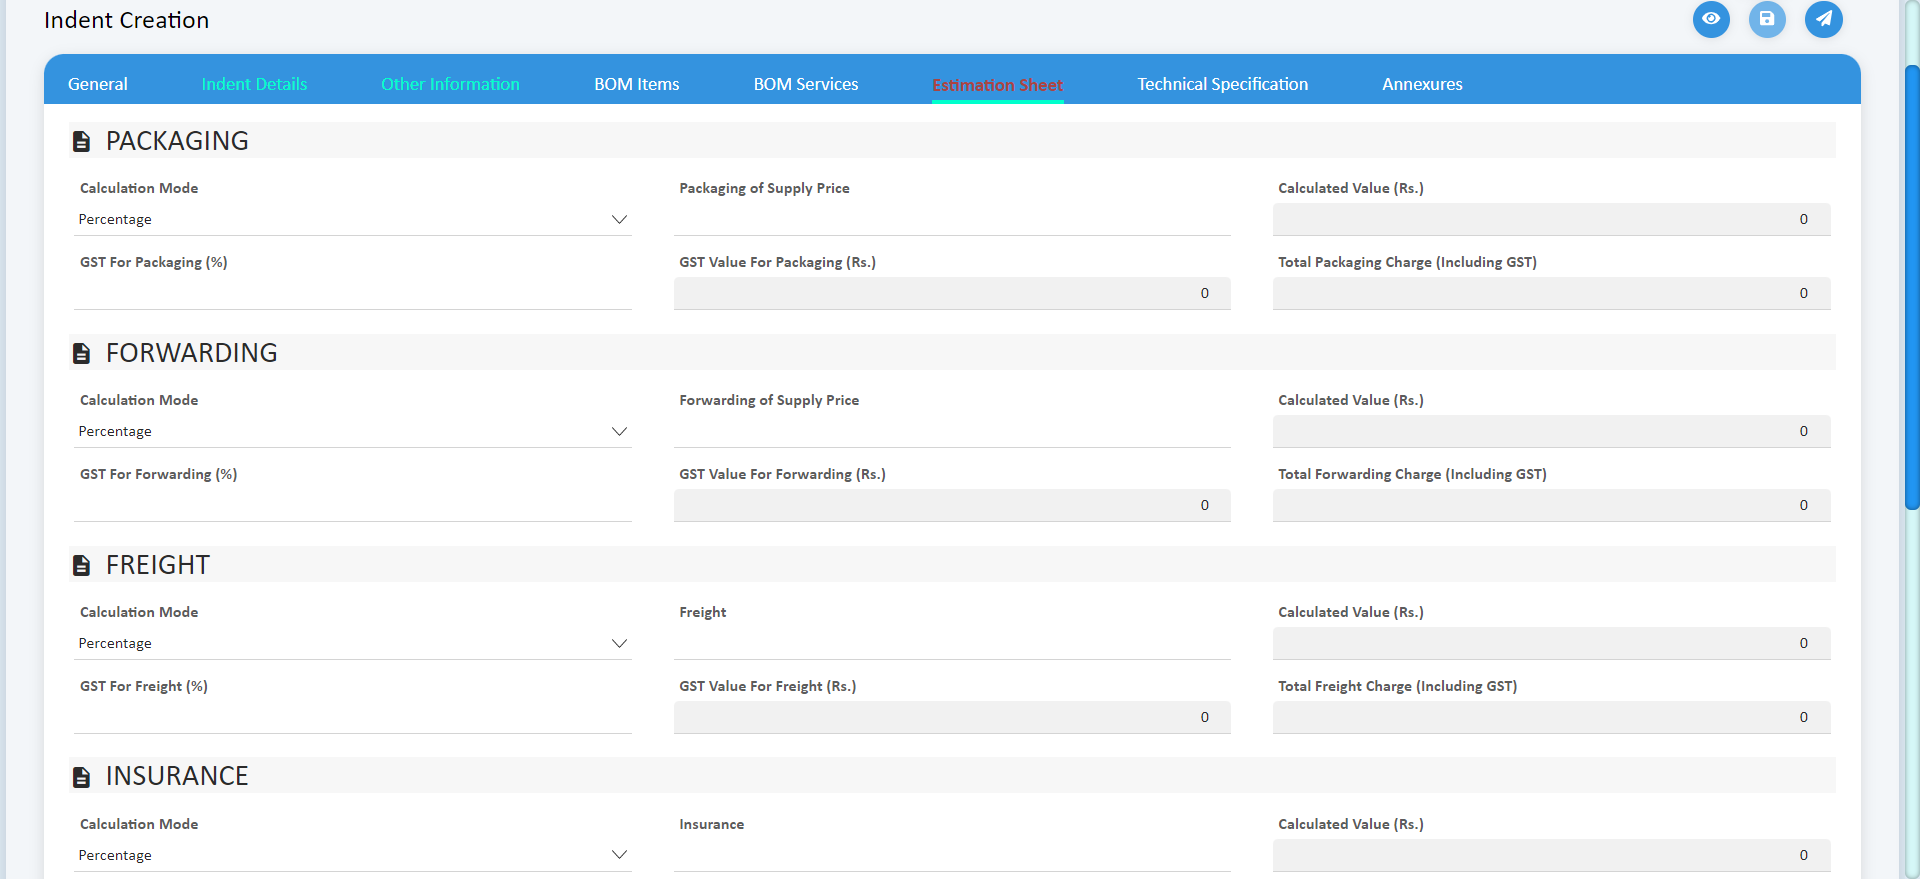 Indent Creation
General Indent Details Other Information BOM Items BOM Services Estimation Sheet Technical Specification Annexures
PACKAGING
Calculation Mode Packaging of Supply Price Calculated Value (Rs.)
Percentage 0
GST For Packaging (%) GST Value For Packaging (Rs.) Total Packaging Charge (Including GST)
0 0
FORWARDING
Calculation Mode Forwarding of Supply Price Calculated Value (Rs.)
Percentage 0
GST For Forwarding (%) GST Value For Forwarding (Rs.) Total Forwarding Charge (Including GST)
0 0
FREIGHT
Calculation Mode Freight Calculated Value (Rs.)
Percentage 0
GST For Freight (%) GST Value For Freight (Rs.) Total Freight Charge (Including GST)
0 0
INSURANCE
Calculation Mode Insurance Calculated Value (Rs.)
Percentage 0